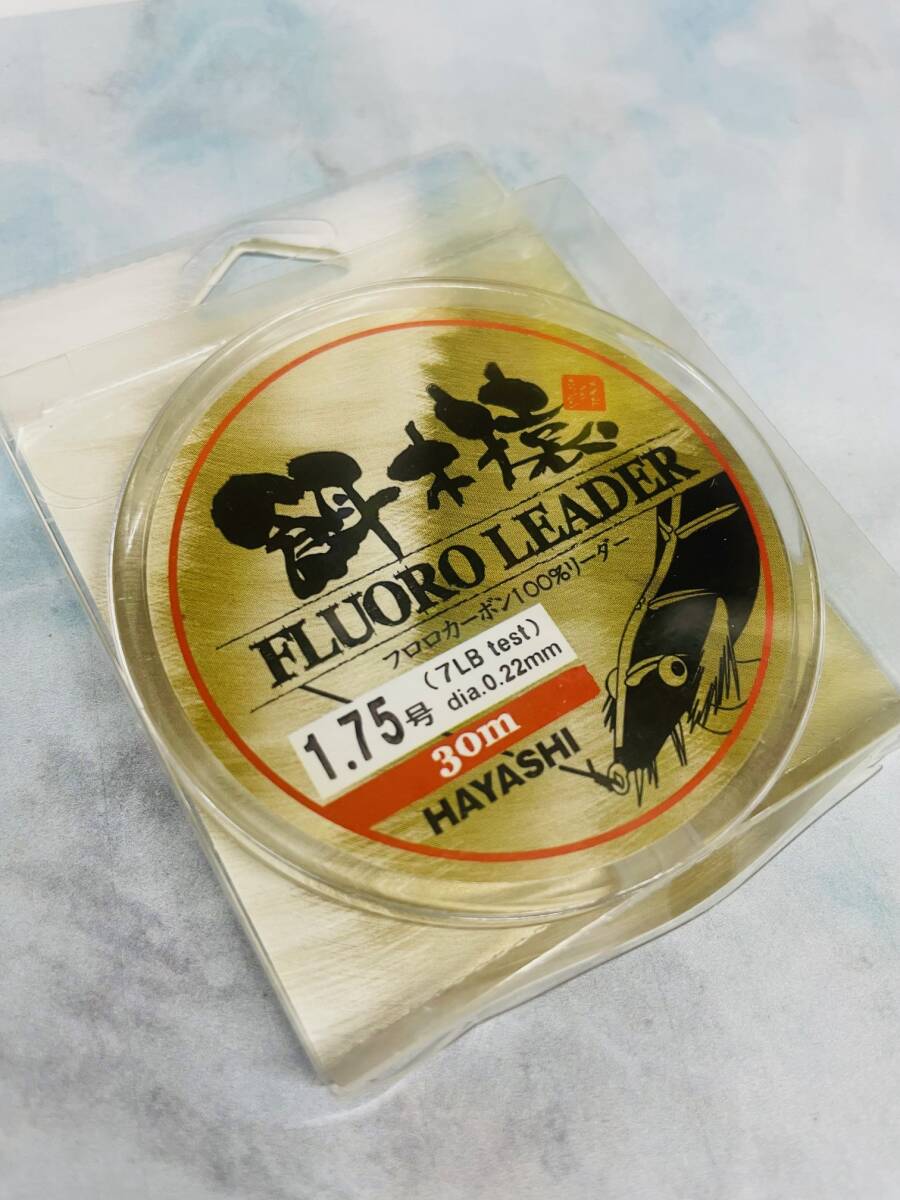 餌木猿
FLUORO LEADER
フロロカーボン100%リーダー
1.75号 (7LB test) dia.0.22mm
30m
HAYASHI